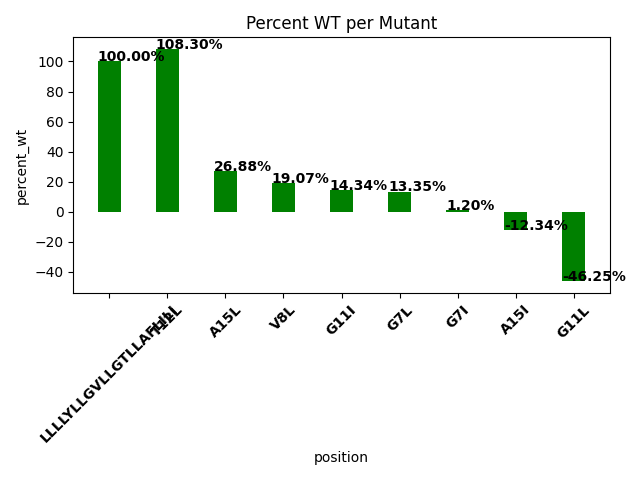 Percent WT per Mutant
percent_wt
100
80
60
40
20
0
−20
−40
100.00%
108.30%
26.88%
19.07%
14.34%
13.35%
1.20%
-12.34%
-46.25%
T12L
A15L
V8L
G11I
G7L
G7I
A15I
G11L
position